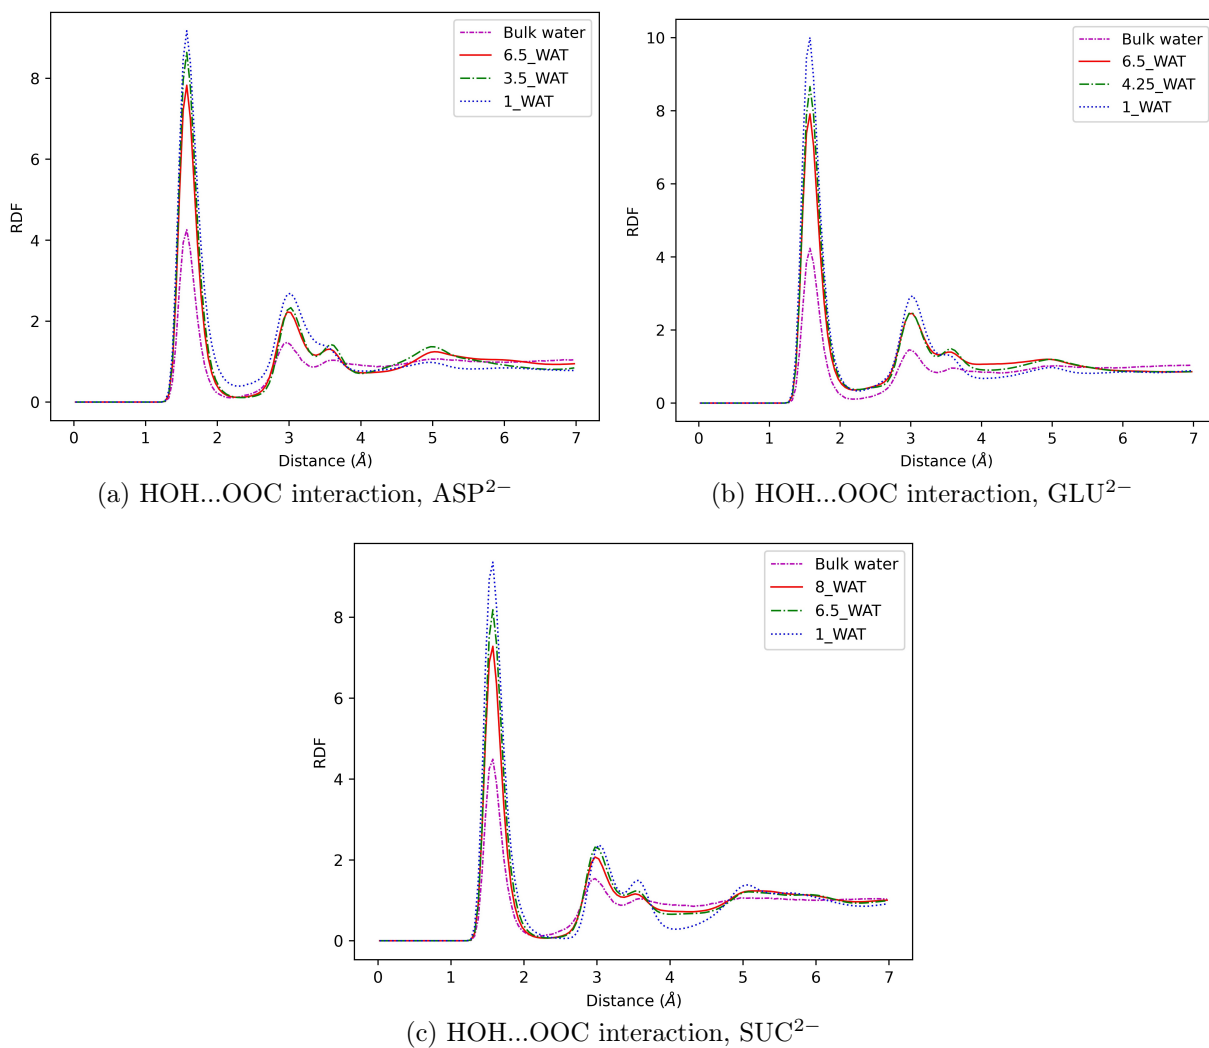 Bulk water
6.5_WAT
3.5_WAT
1_WAT
8
6
4
2
0
RDF
0 1 2 3 4 5 6 7
Distance (Å)
(a) HOH...OOC interaction, ASP²⁻
Bulk water
6.5_WAT
4.25_WAT
1_WAT
10
8
6
4
2
0
RDF
0 1 2 3 4 5 6 7
Distance (Å)
(b) HOH...OOC interaction, GLU²⁻
Bulk water
8_WAT
6.5_WAT
1_WAT
8
6
4
2
0
RDF
0 1 2 3 4 5 6 7
Distance (Å)
(c) HOH...OOC interaction, SUC²⁻